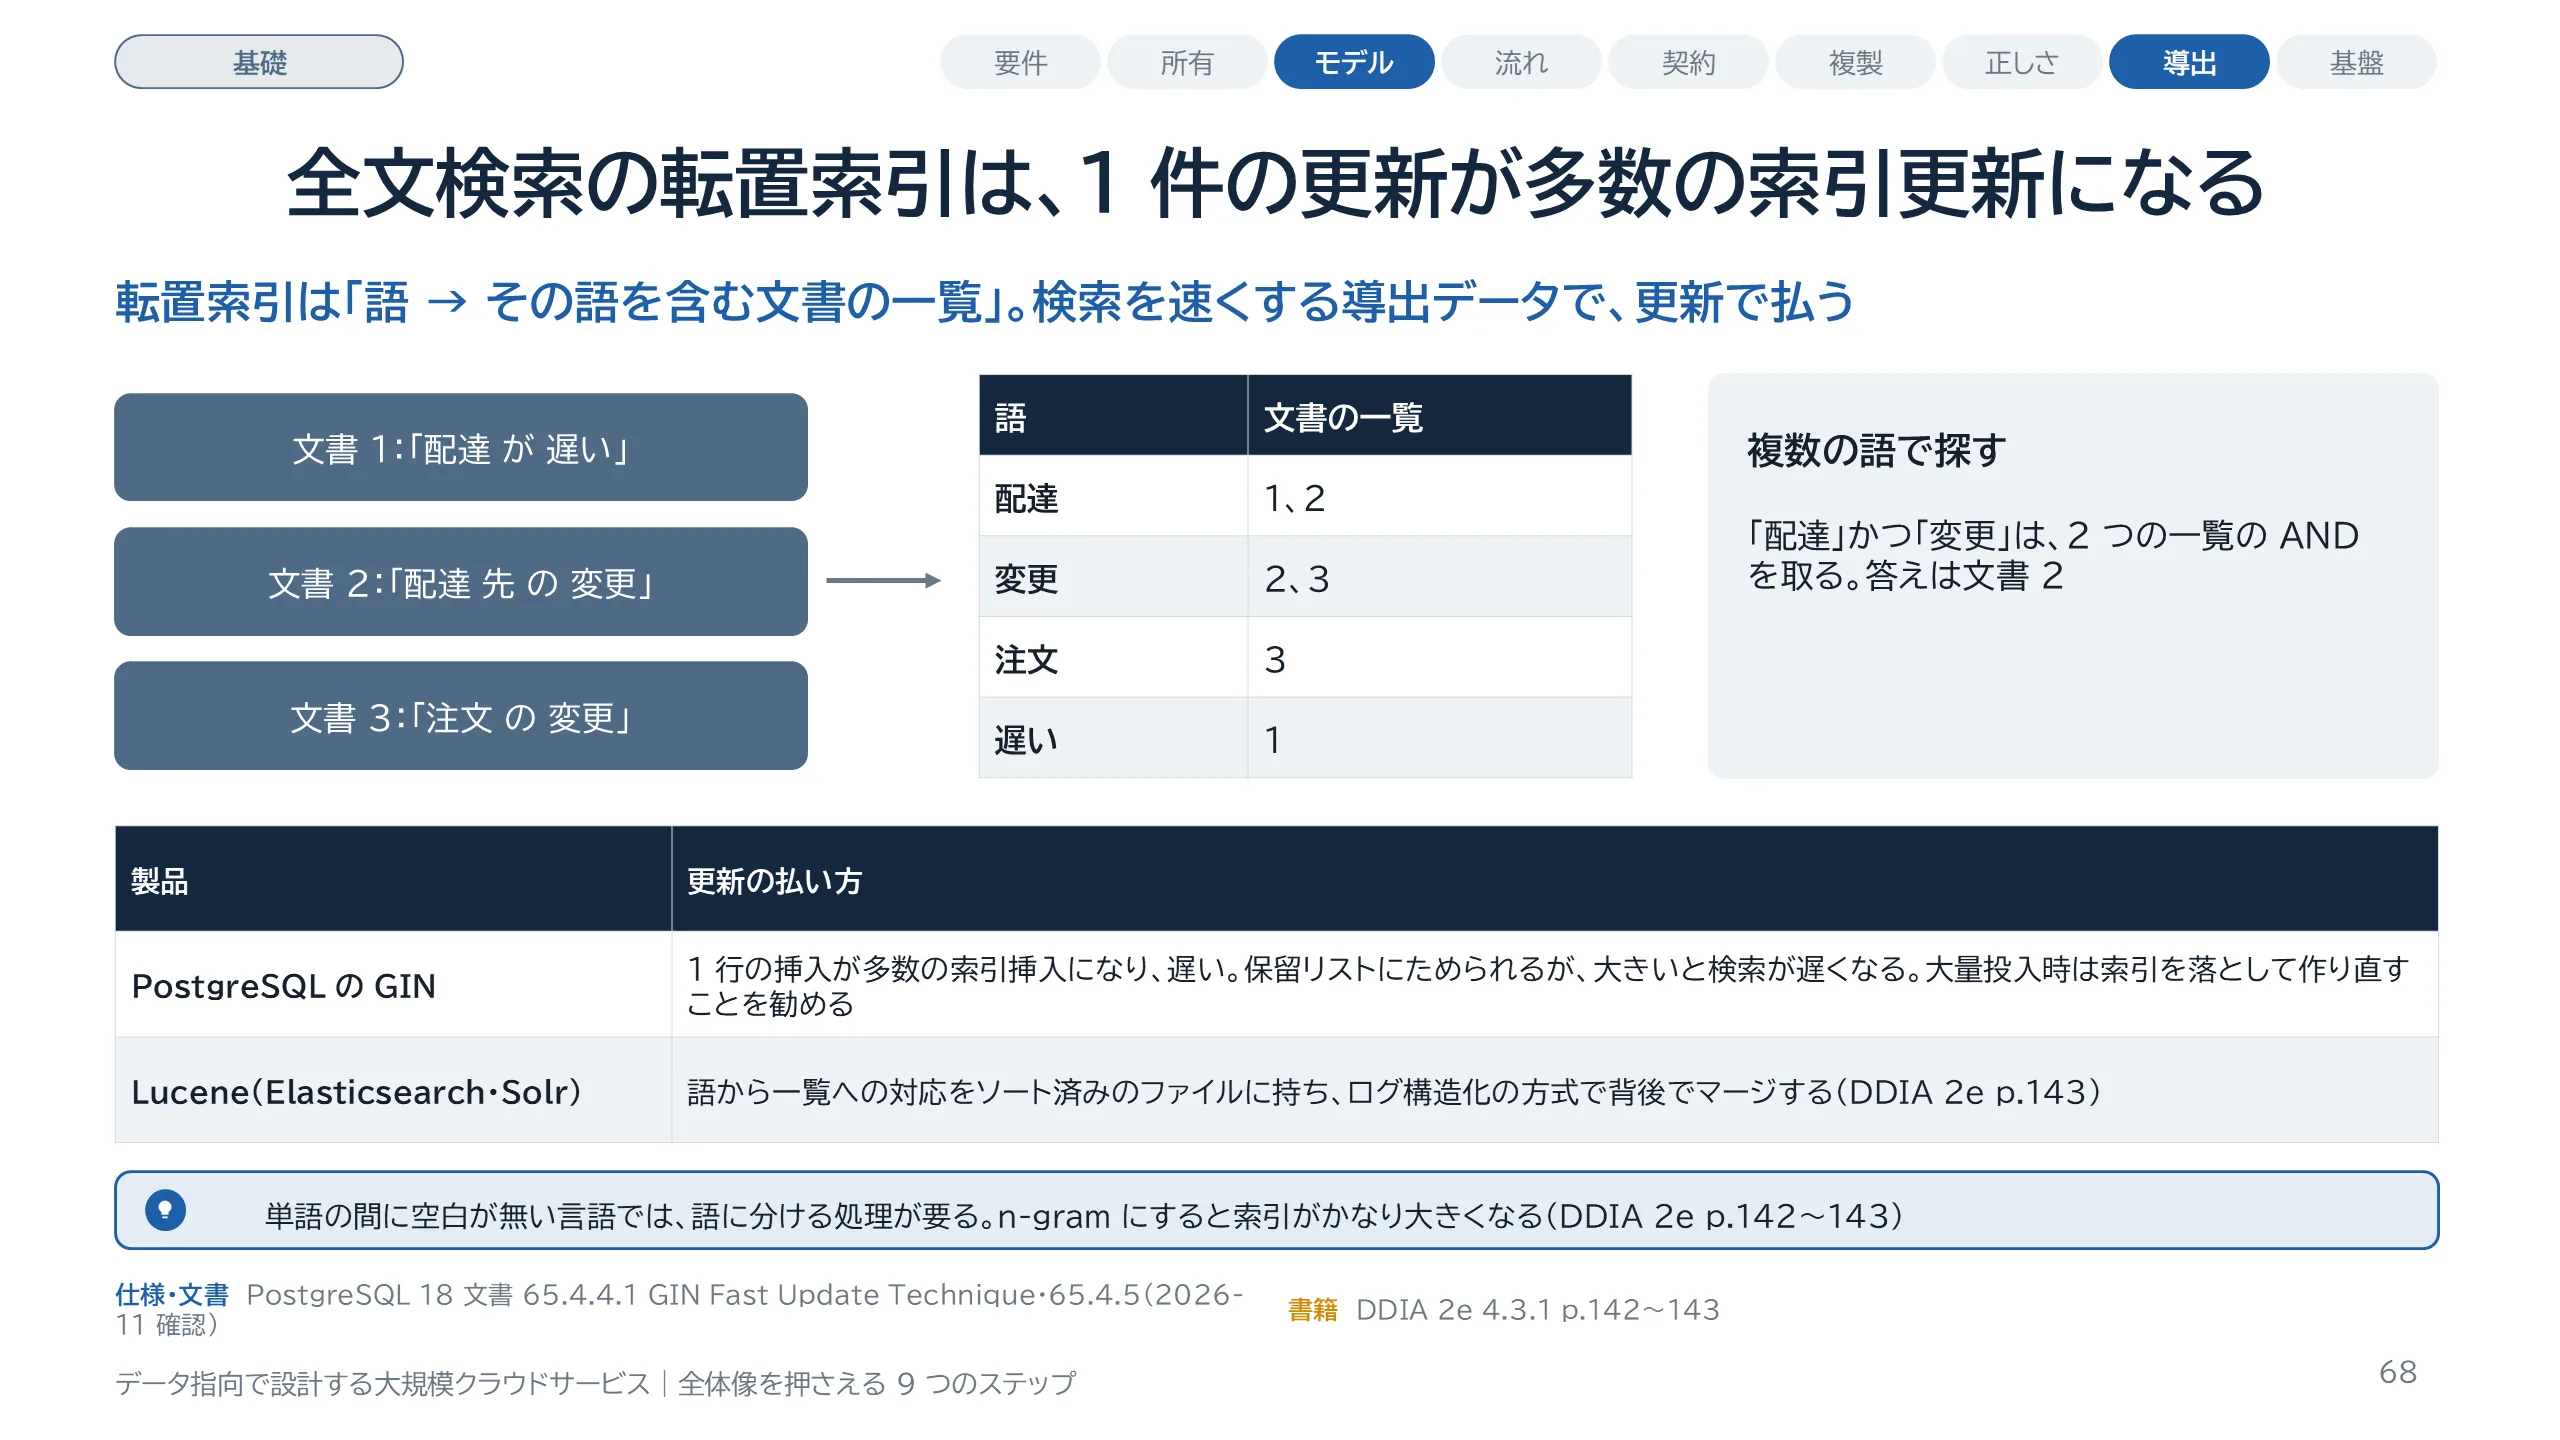 基礎
要件
所有
モデル
流れ
契約
複製
正しさ
導出
基盤
全文検索の転置索引は、1 件の更新が多数の索引更新になる
転置索引は「語 → その語を含む文書の一覧」。検索を速くする導出データで、更新で払う
文書 1：「配達 が 遅い」
文書 2：「配達 先 の 変更」
文書 3：「注文 の 変更」
語 文書の一覧
配達 1、2
変更 2、3
注文 3
遅い 1
複数の語で探す
「配達」かつ「変更」は、2 つの一覧の AND
を取る。答えは文書 2
製品 更新の払い方
PostgreSQL の GIN
1 行の挿入が多数の索引挿入になり、遅い。保留リストにためられるが、大きいと検索が遅くなる。大量投入時は索引を落として作り直す
ことを勧める
Lucene（Elasticsearch・Solr） 語から一覧への対応をソート済みのファイルに持ち、ログ構造化の方式で背後でマージする（DDIA 2e p.143）
単語の間に空白が無い言語では、語に分ける処理が要る。n-gram にすると索引がかなり大きくなる（DDIA 2e p.142〜143）
仕様・文書 PostgreSQL 18 文書 65.4.4.1 GIN Fast Update Technique・65.4.5（2026-
11 確認）
書籍 DDIA 2e 4.3.1 p.142〜143
データ指向で設計する大規模クラウドサービス｜全体像を押さえる 9 つのステップ
68